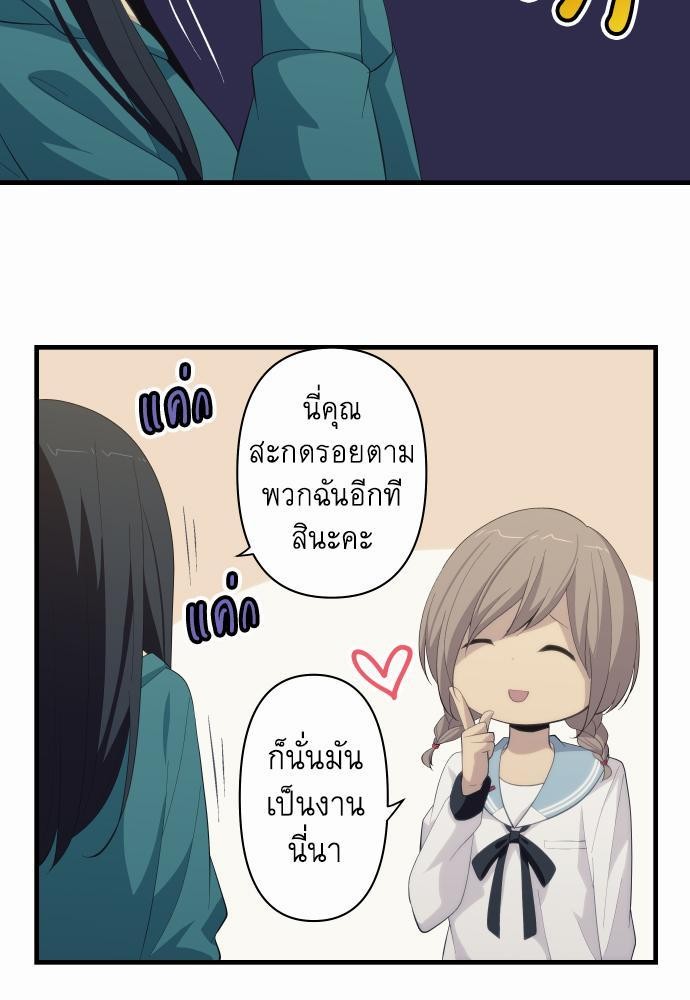 แค่ก
นี่คุณ
สะกดรอยตาม
พวกฉันอีกที
สินะคะ
แค่ก
ก็นั่นมัน
เป็นงาน
นี่นา